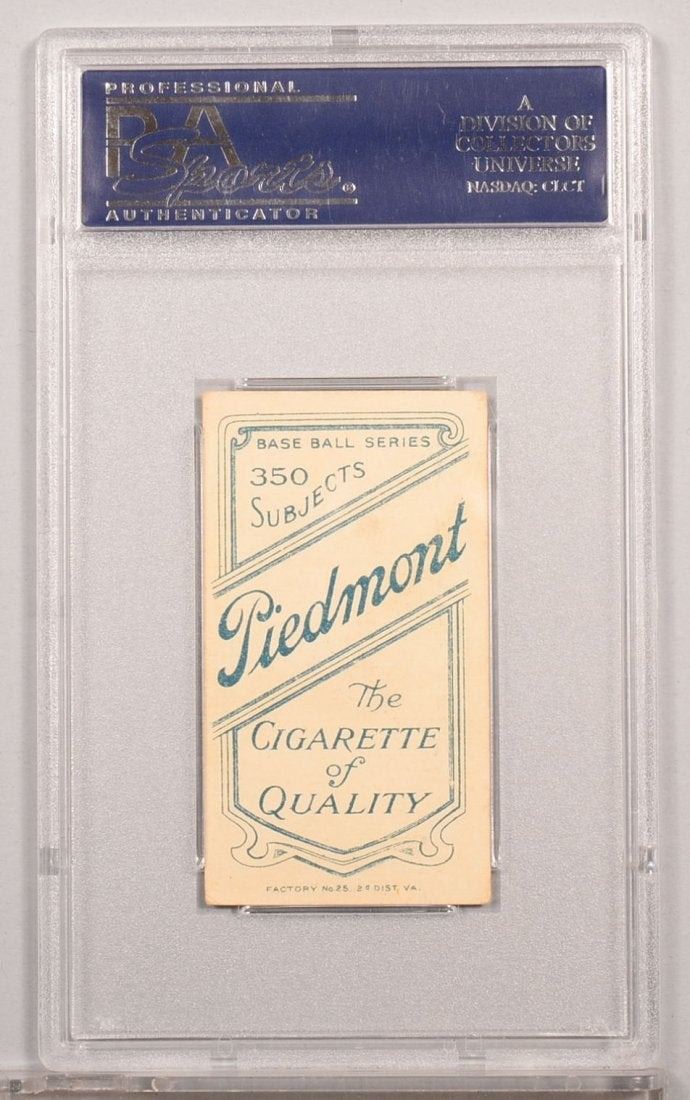 PROFESSIONAL
PSA
Sports®
AUTHENTICATOR
A
DIVISION OF
COLLECTORS
UNIVERSE
NASDAQ: CLCT
BASE BALL SERIES
350
SUBJECTS
Piedmont
The
CIGARETTE
of
QUALITY
FACTORY No 25. 2d DIST, VA.